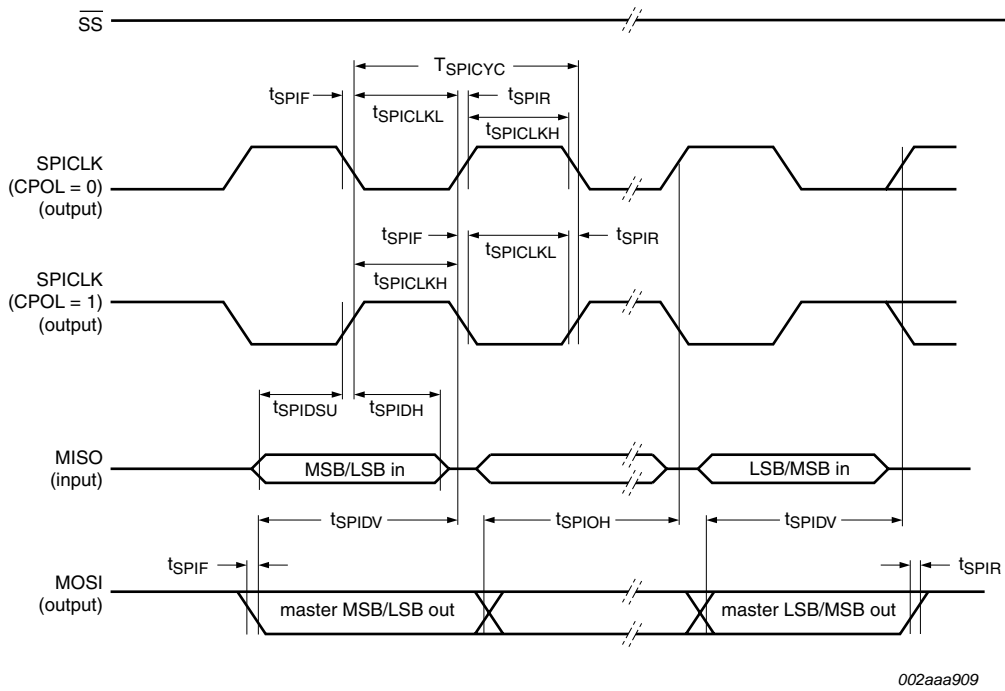 SS
TSPICYC
tSPIF
tSPICLKL
tSPIR
tSPICLKH
SPICLK
(CPOL = 0)
(output)
tSPIF
tSPICLKL
tSPIR
tSPICLKH
SPICLK
(CPOL = 1)
(output)
tSPIDSU
tSPIDH
MISO
(input)
MSB/LSB in
LSB/MSB in
tSPIDV
tSPIOH
tSPIDV
tSPIF
tSPIR
MOSI
(output)
master MSB/LSB out
master LSB/MSB out
002aaa909